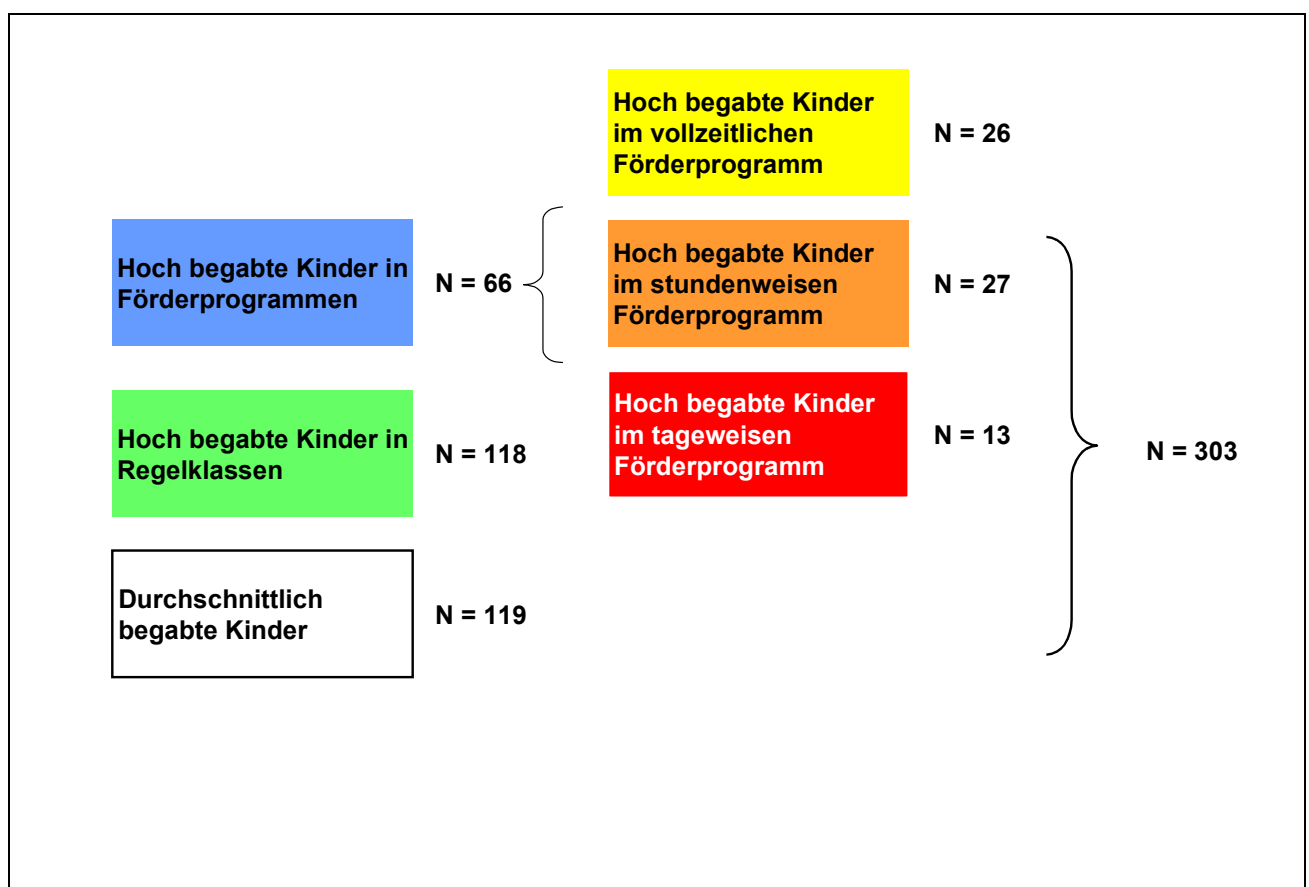 Hoch begabte Kinder
im vollzeitlichen
Förderprogramm
N = 26
Hoch begabte Kinder in
Förderprogrammen
N = 66
Hoch begabte Kinder
im stundenweisen
Förderprogramm
N = 27
Hoch begabte Kinder in
Regelklassen
N = 118
Hoch begabte Kinder
im tageweisen
Förderprogramm
N = 13
N = 303
Durchschnittlich
begabte Kinder
N = 119